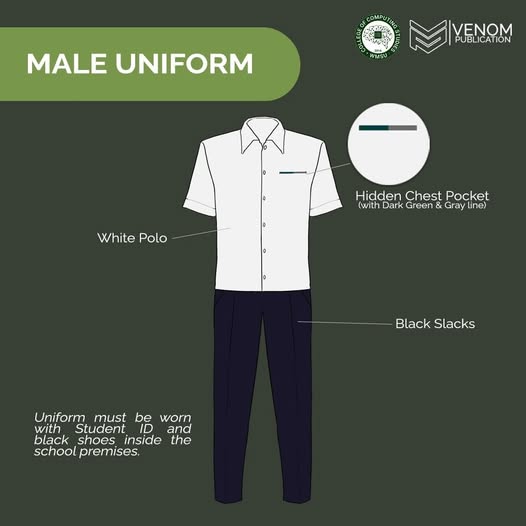 COLLEGE OF COMPUTING STUDIES
WMSU
VENOM
PUBLICATION
MALE UNIFORM
Hidden Chest Pocket
(with Dark Green & Gray line)
White Polo
Black Slacks
Uniform must be worn
with Student ID and
black shoes inside the
school premises.